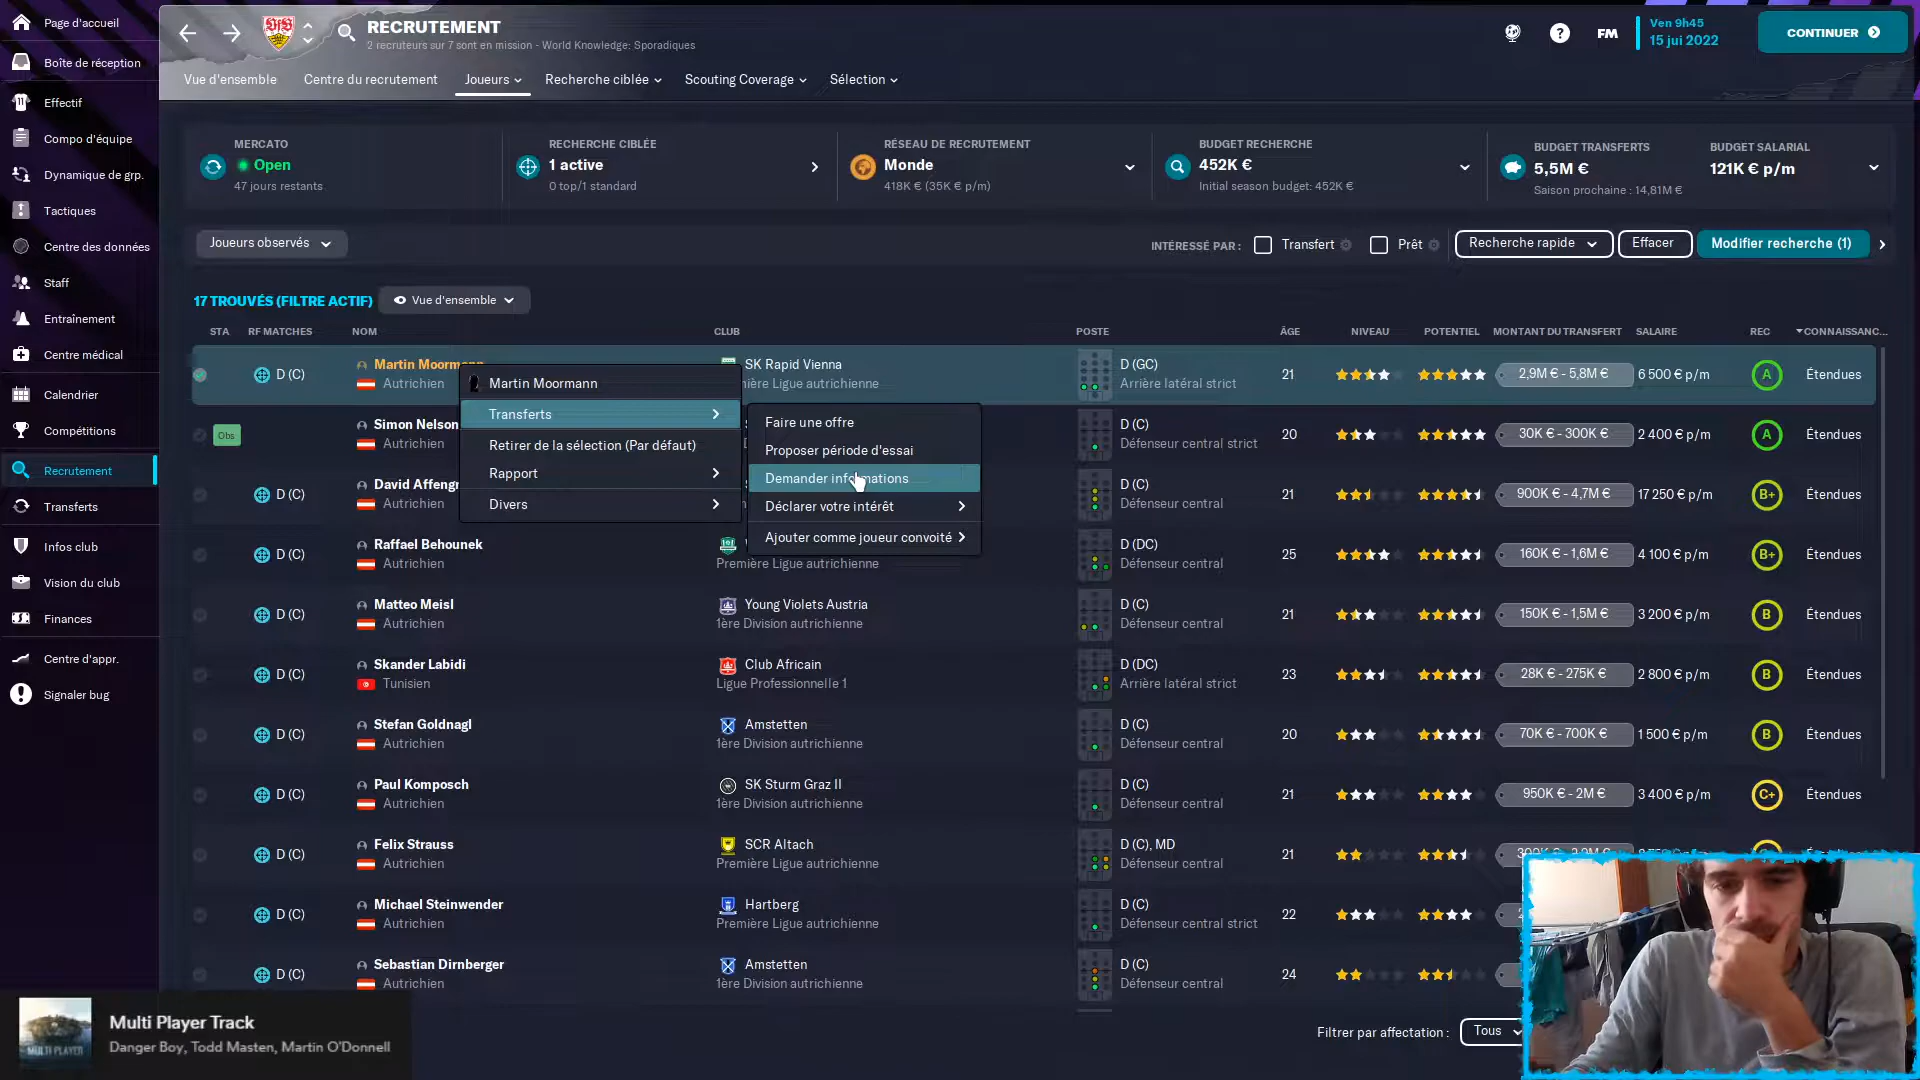 Page d'accueil
Boîte de réception
Effectif
Compo d'équipe
Dynamique de grp.
Tactiques
Centre des données
Staff
Entraînement
Centre médical
Calendrier
Compétitions
Recrutement
Transferts
Infos club
Vision du club
Finances
Centre d'appr.
Signaler bug
RECRUTEMENT
2 recruteurs sur 7 sont en mission - World Knowledge: Sporadiques
FM
Ven 9h45
15 jui 2022
CONTINUER
Vue d'ensemble Centre du recrutement Joueurs Recherche ciblée Scouting Coverage Sélection
MERCATO
Open
47 jours restants
RECHERCHE CIBLÉE
1 active
0 top/1 standard
RÉSEAU DE RECRUTEMENT
Monde
418K € (35K € p/m)
BUDGET RECHERCHE
452K €
Initial season budget: 452K €
BUDGET TRANSFERTS
5,5M €
Saison prochaine : 14,81M €
BUDGET SALARIAL
121K € p/m
Joueurs observés
INTÉRESSÉ PAR : Transfert Prêt Recherche rapide Effacer Modifier recherche (1)
17 TROUVÉS (FILTRE ACTIF) Vue d'ensemble
STA RF MATCHES NOM CLUB POSTE ÂGE NIVEAU POTENTIEL MONTANT DU TRANSFERT SALAIRE REC CONNAISSANC...
D (C) Martin Moormann SK Rapid Vienna D (GC) 21 2,9M € - 5,8M € 6 500 € p/m A Étendues
Autrichien ière Ligue autrichienne Arrière latéral strict
Martin Moormann
Transferts
Retirer de la sélection (Par défaut)
Rapport
Divers
Faire une offre
Proposer période d'essai
Demander informations
Déclarer votre intérêt
Ajouter comme joueur convoité
Obs D (C) Simon Nelson D (C) 20 30K € - 300K € 2 400 € p/m A Étendues
Autrichien Défenseur central strict
D (C) David Affengr D (C) 21 900K € - 4,7M € 17 250 € p/m B+ Étendues
Autrichien Défenseur central
D (C) Raffael Behounek D (DC) 25 160K € - 1,6M € 4 100 € p/m B+ Étendues
Autrichien Première Ligue autrichienne Défenseur central
D (C) Matteo Meisl Young Violets Austria D (C) 21 150K € - 1,5M € 3 200 € p/m B Étendues
Autrichien 1ère Division autrichienne Défenseur central
D (C) Skander Labidi Club Africain D (DC) 23 28K € - 275K € 2 800 € p/m B Étendues
Tunisien Ligue Professionnelle 1 Arrière latéral strict
D (C) Stefan Goldnagl Amstetten D (C) 20 70K € - 700K € 1 500 € p/m B Étendues
Autrichien 1ère Division autrichienne Défenseur central
D (C) Paul Komposch SK Sturm Graz II D (C) 21 950K € - 2M € 3 400 € p/m C+ Étendues
Autrichien 1ère Division autrichienne Défenseur central
D (C) Felix Strauss SCR Altach D (C), MD 21
Autrichien Première Ligue autrichienne Défenseur central
D (C) Michael Steinwender Hartberg D (C) 22
Autrichien Première Ligue autrichienne Défenseur central strict
D (C) Sebastian Dirnberger Amstetten D (C) 24
Autrichien 1ère Division autrichienne Défenseur central
Filtrer par affectation : Tous
MULTI PLAYER
Multi Player Track
Danger Boy, Todd Masten, Martin O'Donnell